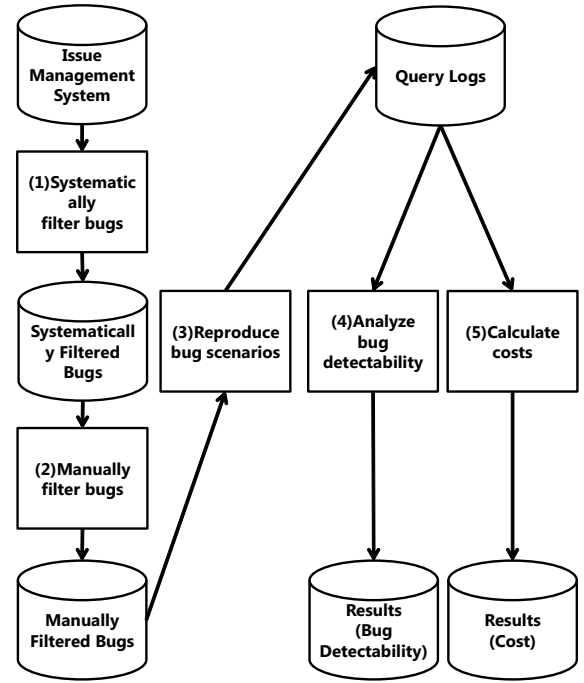 Issue
Management
System
(1)Systematic
ally
filter bugs
Systematicall
y Filtered
Bugs
(2)Manually
filter bugs
Manually
Filtered Bugs
(3)Reproduce
bug scenarios
Query Logs
(4)Analyze
bug
detectability
(5)Calculate
costs
Results
(Bug
Detectability)
Results
(Cost)